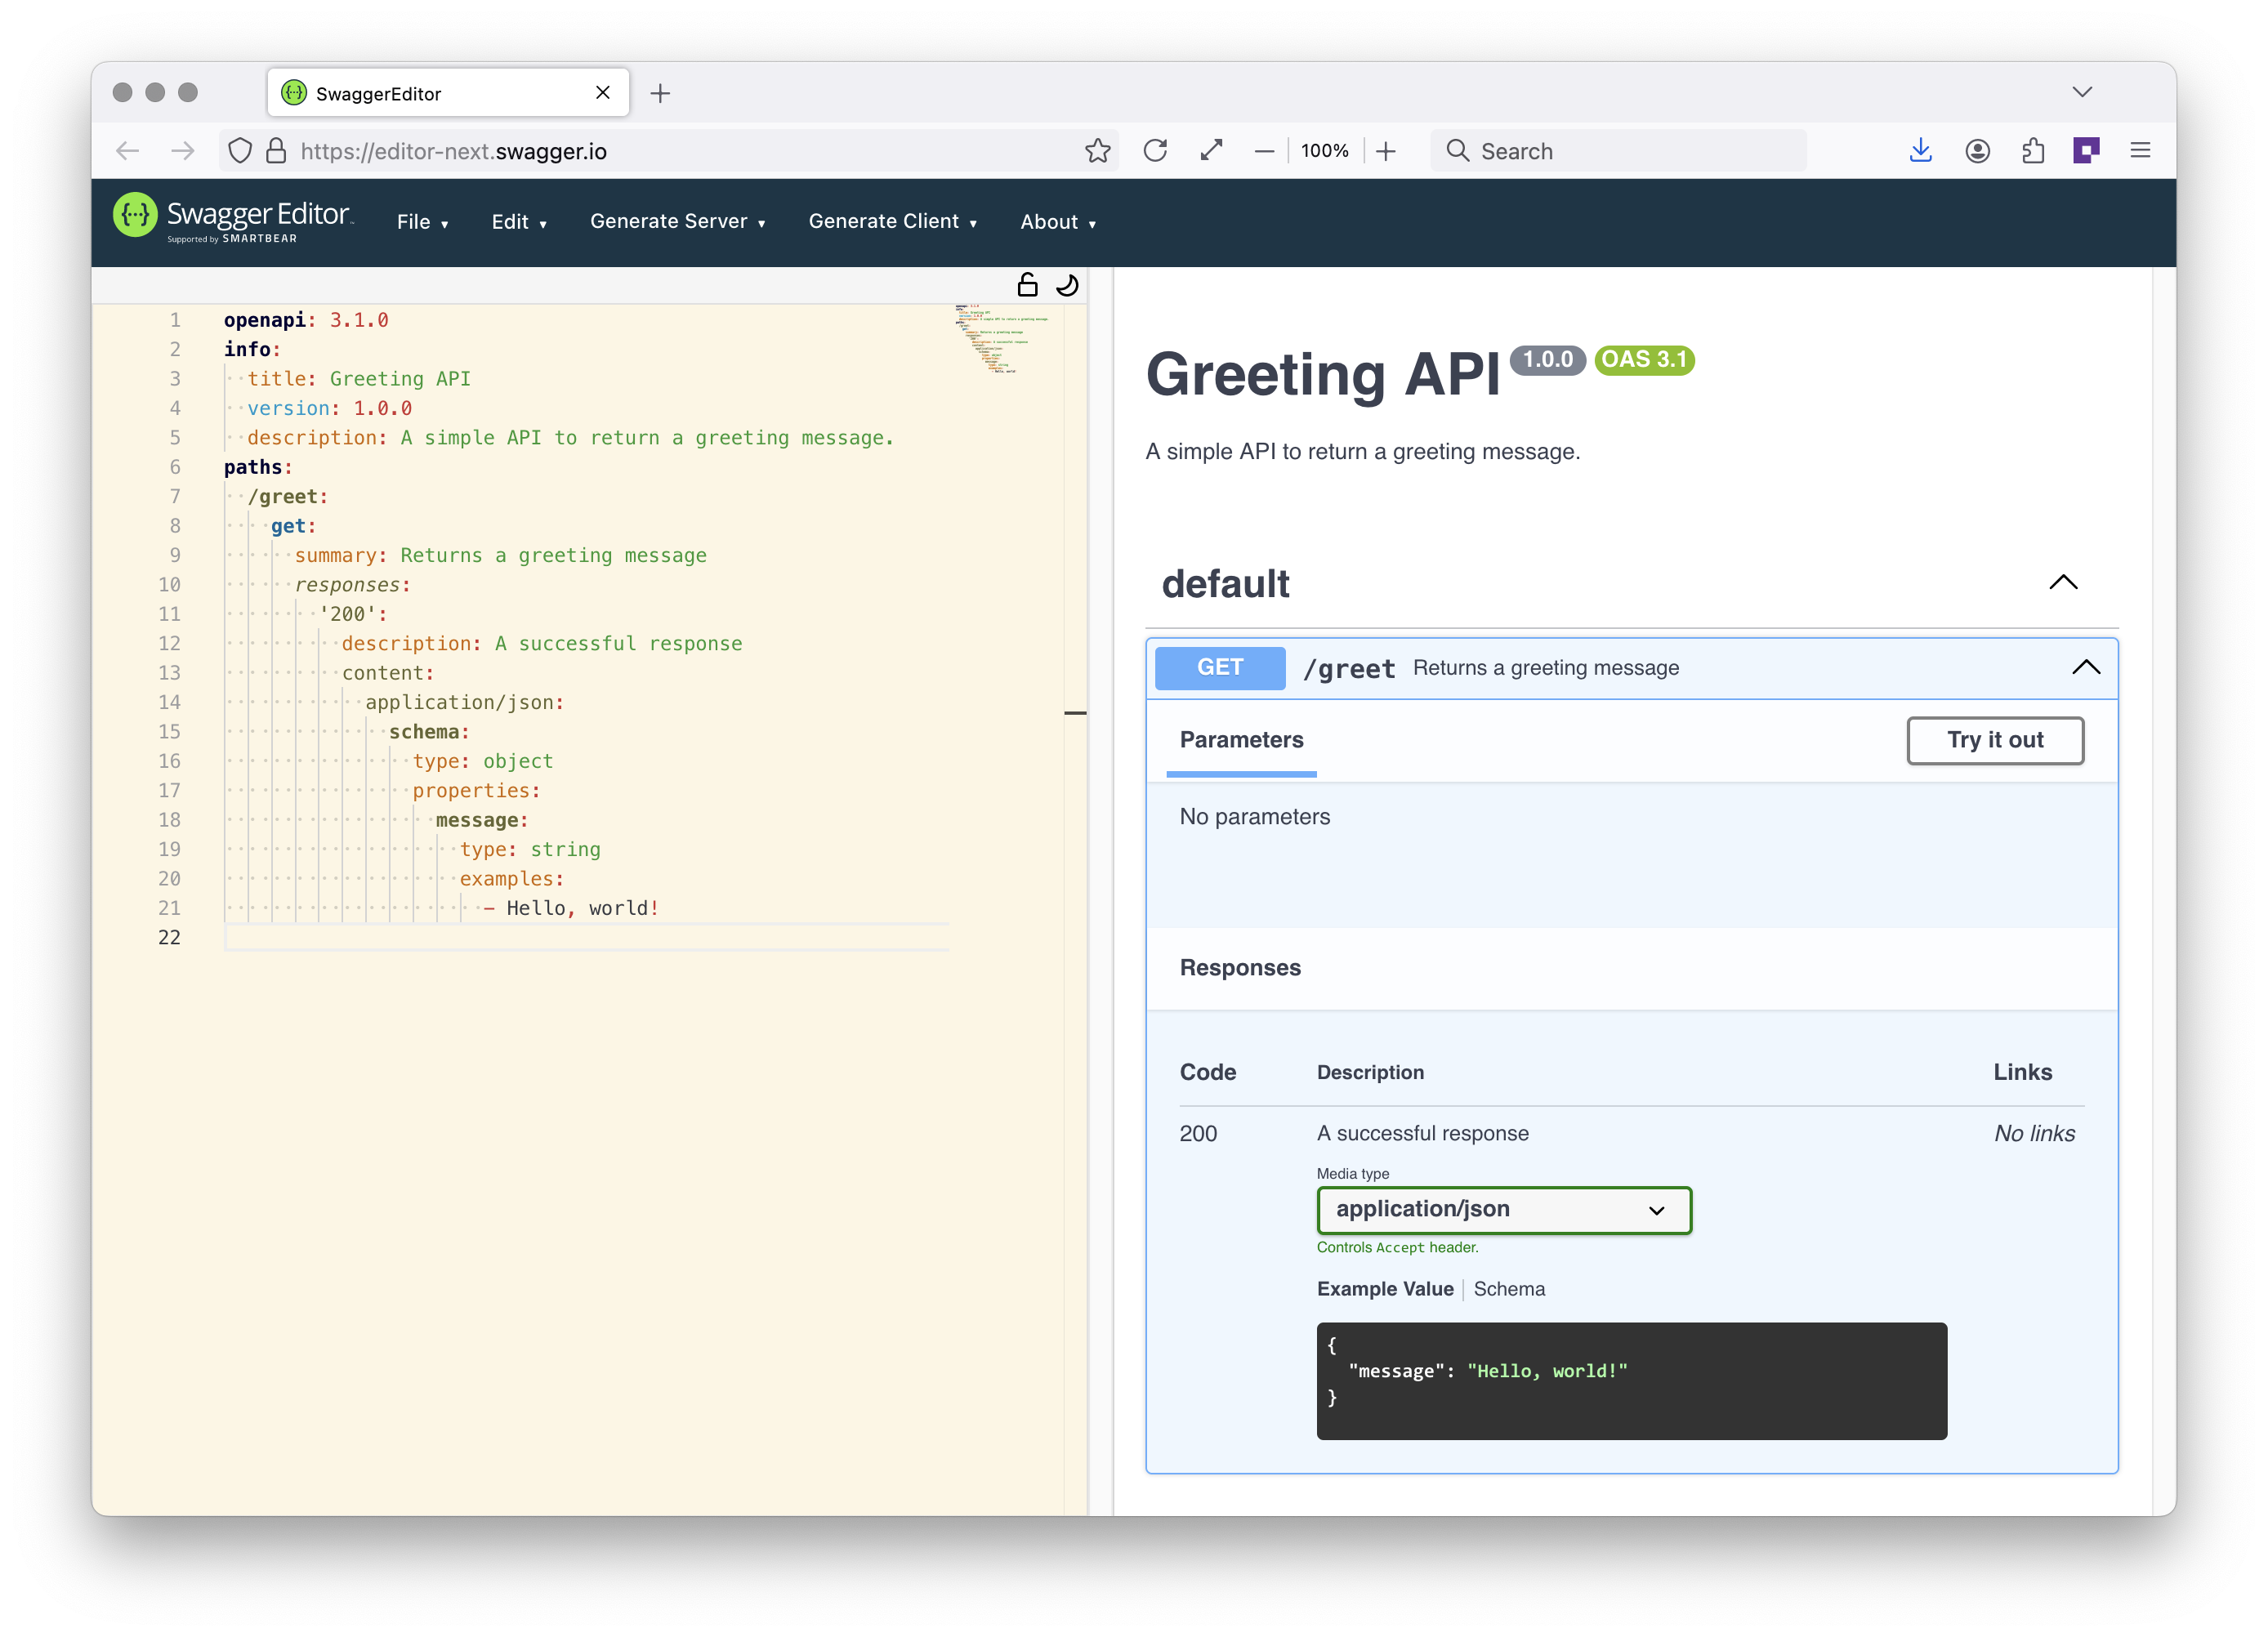 SwaggerEditor
https://editor-next.swagger.io
100%
Search
Swagger Editor
Supported by SMARTBEAR
File
Edit
Generate Server
Generate Client
About
1 openapi: 3.1.0
2 info:
3 title: Greeting API
4 version: 1.0.0
5 description: A simple API to return a greeting message.
6 paths:
7 /greet:
8 get:
9 summary: Returns a greeting message
10 responses:
11 '200':
12 description: A successful response
13 content:
14 application/json:
15 schema:
16 type: object
17 properties:
18 message:
19 type: string
20 examples:
21 - Hello, world!
22
Greeting API 1.0.0 OAS 3.1
A simple API to return a greeting message.
default
GET /greet Returns a greeting message
Parameters
Try it out
No parameters
Responses
Code Description Links
200 A successful response No links
Media type
application/json
Controls Accept header.
Example Value Schema
{
"message": "Hello, world!"
}